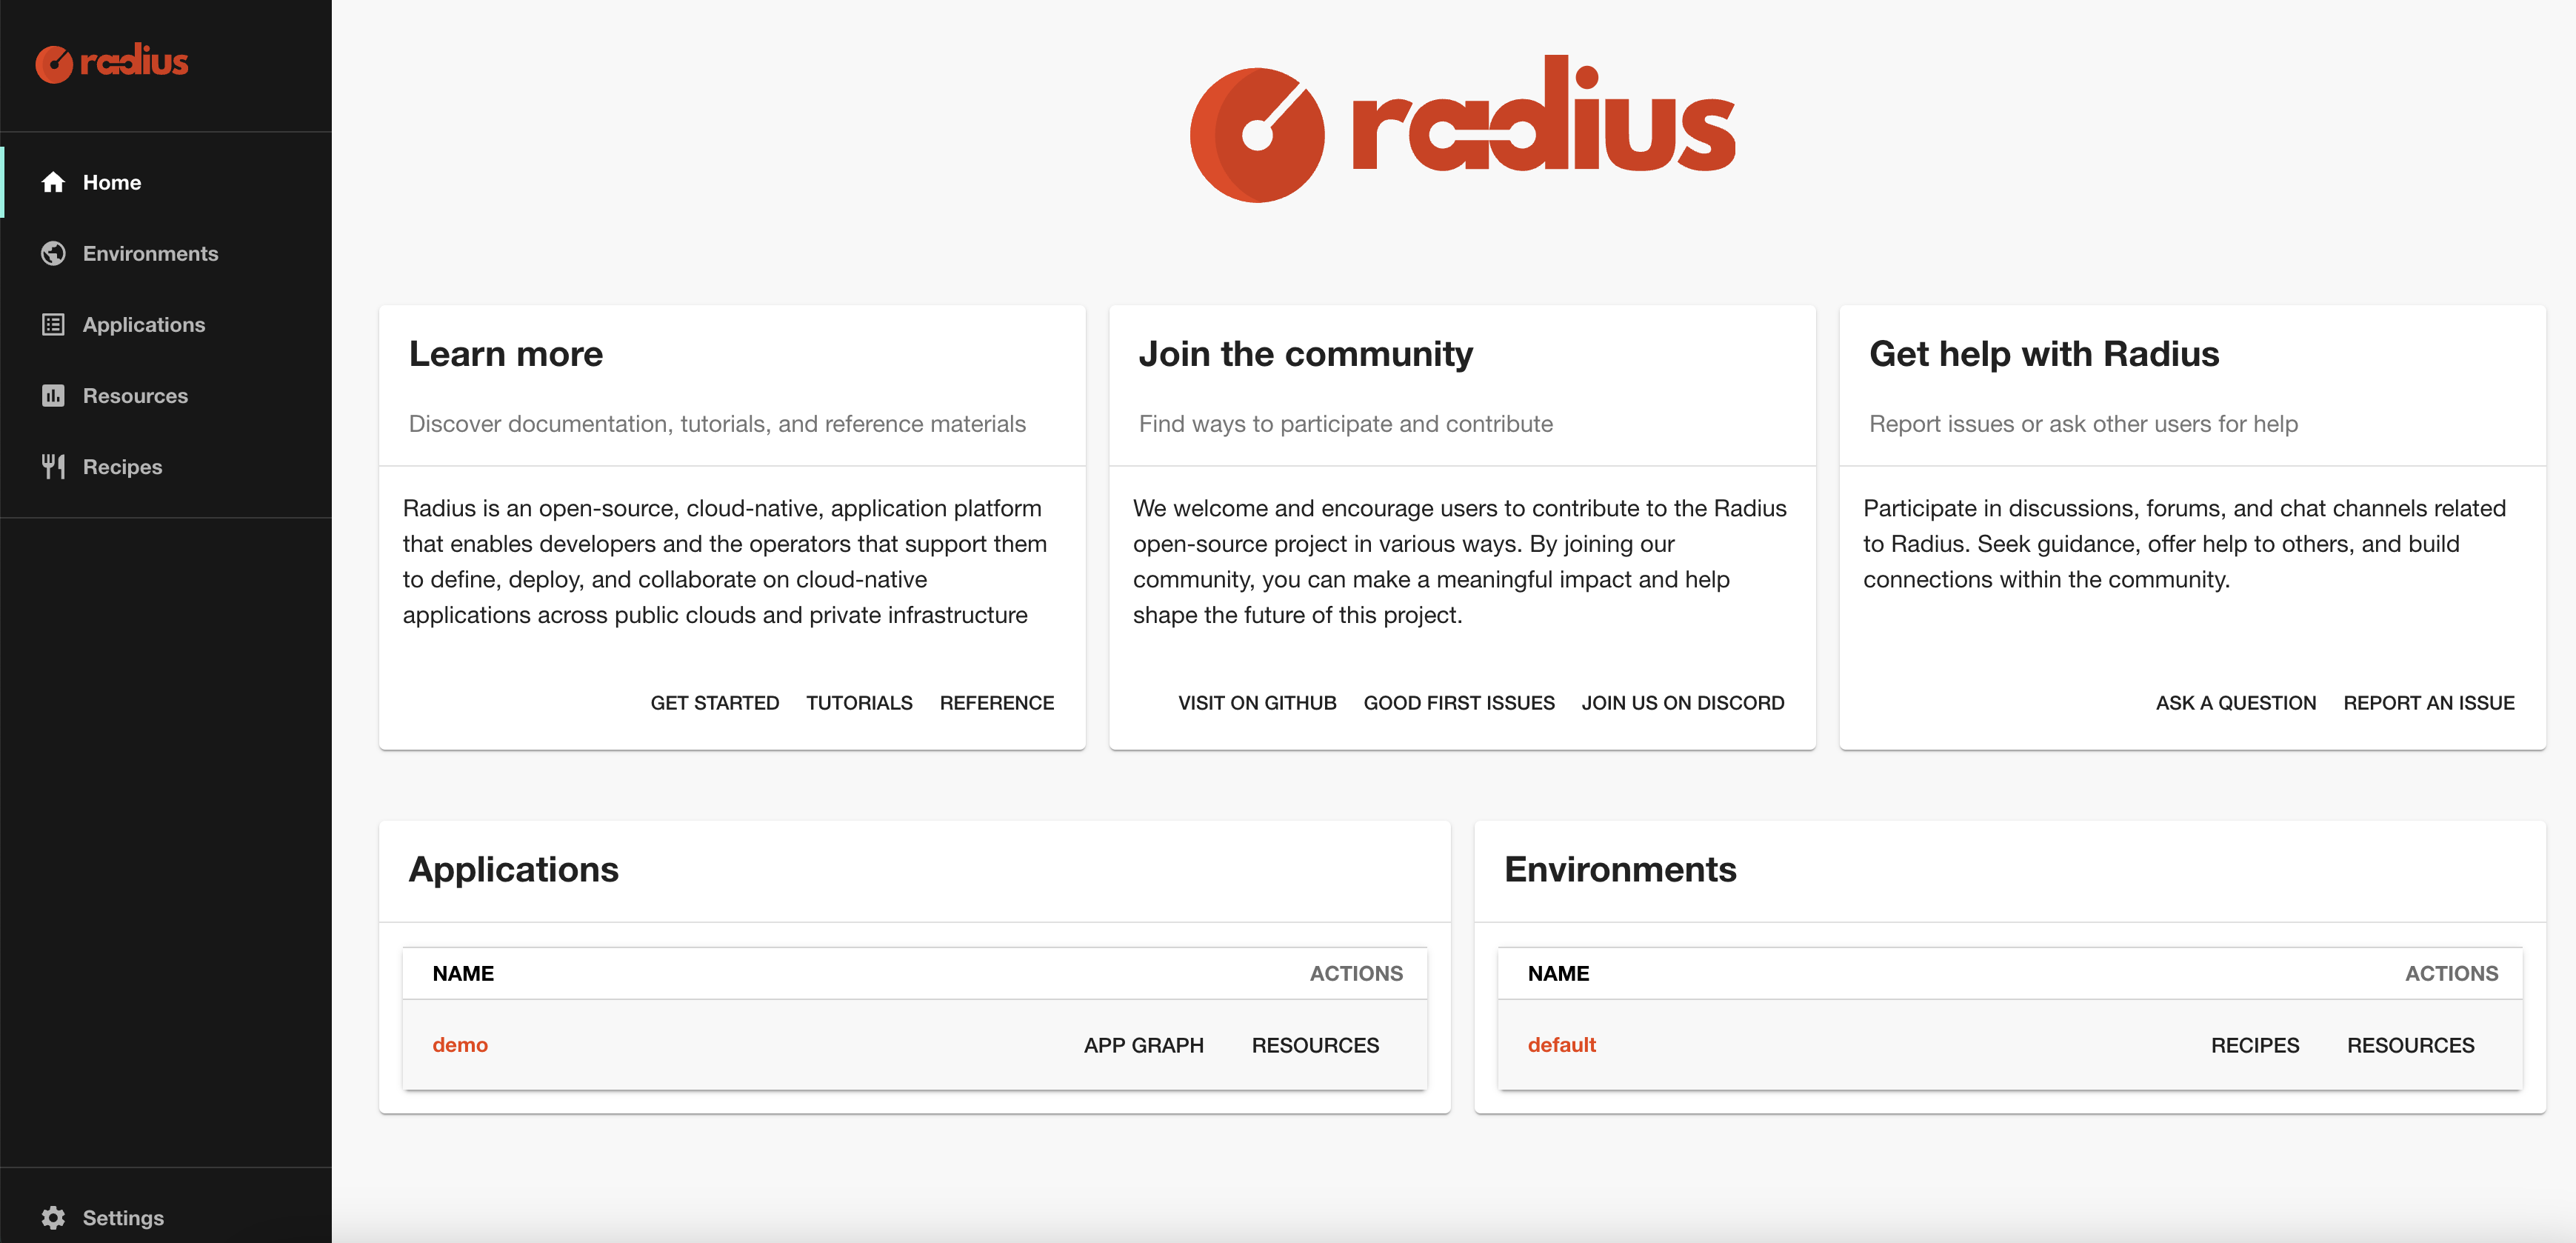 radius
Home
Environments
Applications
Resources
Recipes
Settings
radius
Learn more
Discover documentation, tutorials, and reference materials
Radius is an open-source, cloud-native, application platform
that enables developers and the operators that support them
to define, deploy, and collaborate on cloud-native
applications across public clouds and private infrastructure
GET STARTED TUTORIALS REFERENCE
Join the community
Find ways to participate and contribute
We welcome and encourage users to contribute to the Radius
open-source project in various ways. By joining our
community, you can make a meaningful impact and help
shape the future of this project.
VISIT ON GITHUB GOOD FIRST ISSUES JOIN US ON DISCORD
Get help with Radius
Report issues or ask other users for help
Participate in discussions, forums, and chat channels related
to Radius. Seek guidance, offer help to others, and build
connections within the community.
ASK A QUESTION REPORT AN ISSUE
Applications
NAME ACTIONS
demo APP GRAPH RESOURCES
Environments
NAME ACTIONS
default RECIPES RESOURCES